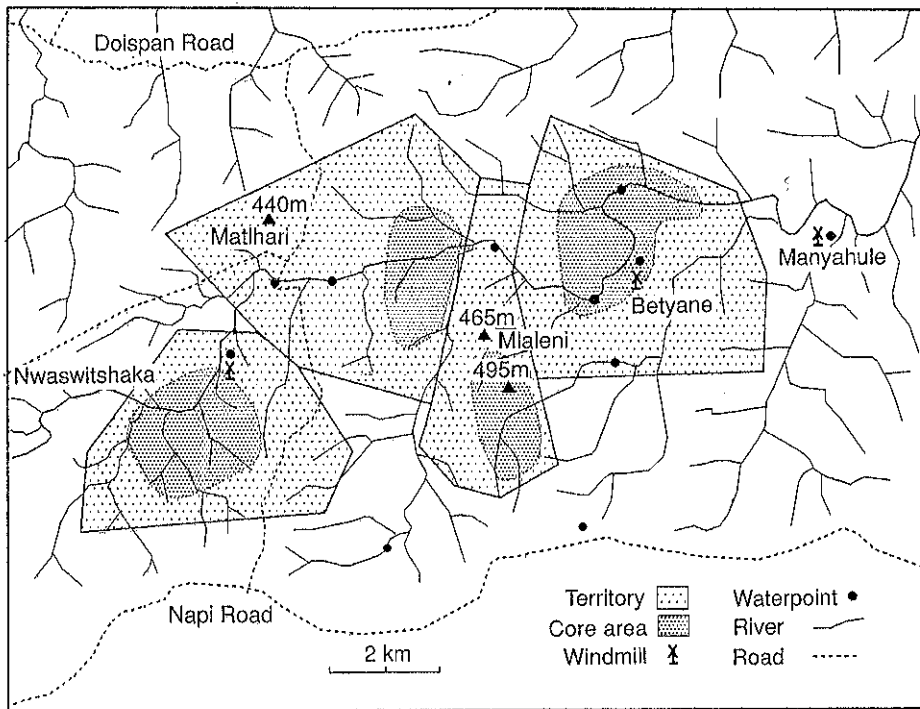 Doispan Road
440m
Matlhari
Manyahule
Betyane
465m
Mlaleni
495m
Nwaswitshaka
Napi Road
2 km
Territory
Core area
Windmill
Waterpoint
River
Road